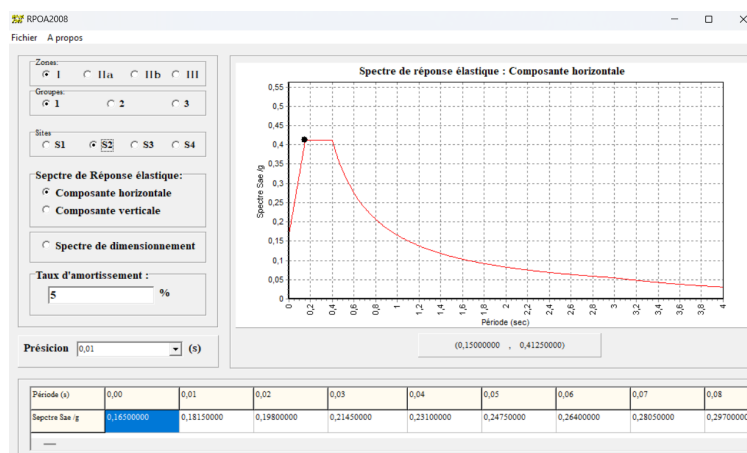 RPOA2008
Fichier A propos
Zones:
I IIa IIb III
Groupes:
1 2 3
Sites
S1 S2 S3 S4
Sepctre de Réponse élastique:
Composante horizontale
Composante verticale
Spectre de dimensionnement
Taux d'amortissement :
5 %
Présicion 0,01 (s)
Spectre de réponse élastique : Composante horizontale
Spectre Sae /g
0,55
0,5
0,45
0,4
0,35
0,3
0,25
0,2
0,15
0,1
0,05
0
0 0,2 0,4 0,6 0,8 1 1,2 1,4 1,6 1,8 2 2,2 2,4 2,6 2,8 3 3,2 3,4 3,6 3,8 4
Période (sec)
(0,15000000 , 0,41250000)
Période (s) 0,00 0,01 0,02 0,03 0,04 0,05 0,06 0,07 0,08
Sepctre Sae /g 0,16500000 0,18150000 0,19800000 0,21450000 0,23100000 0,24750000 0,26400000 0,28050000 0,29700000